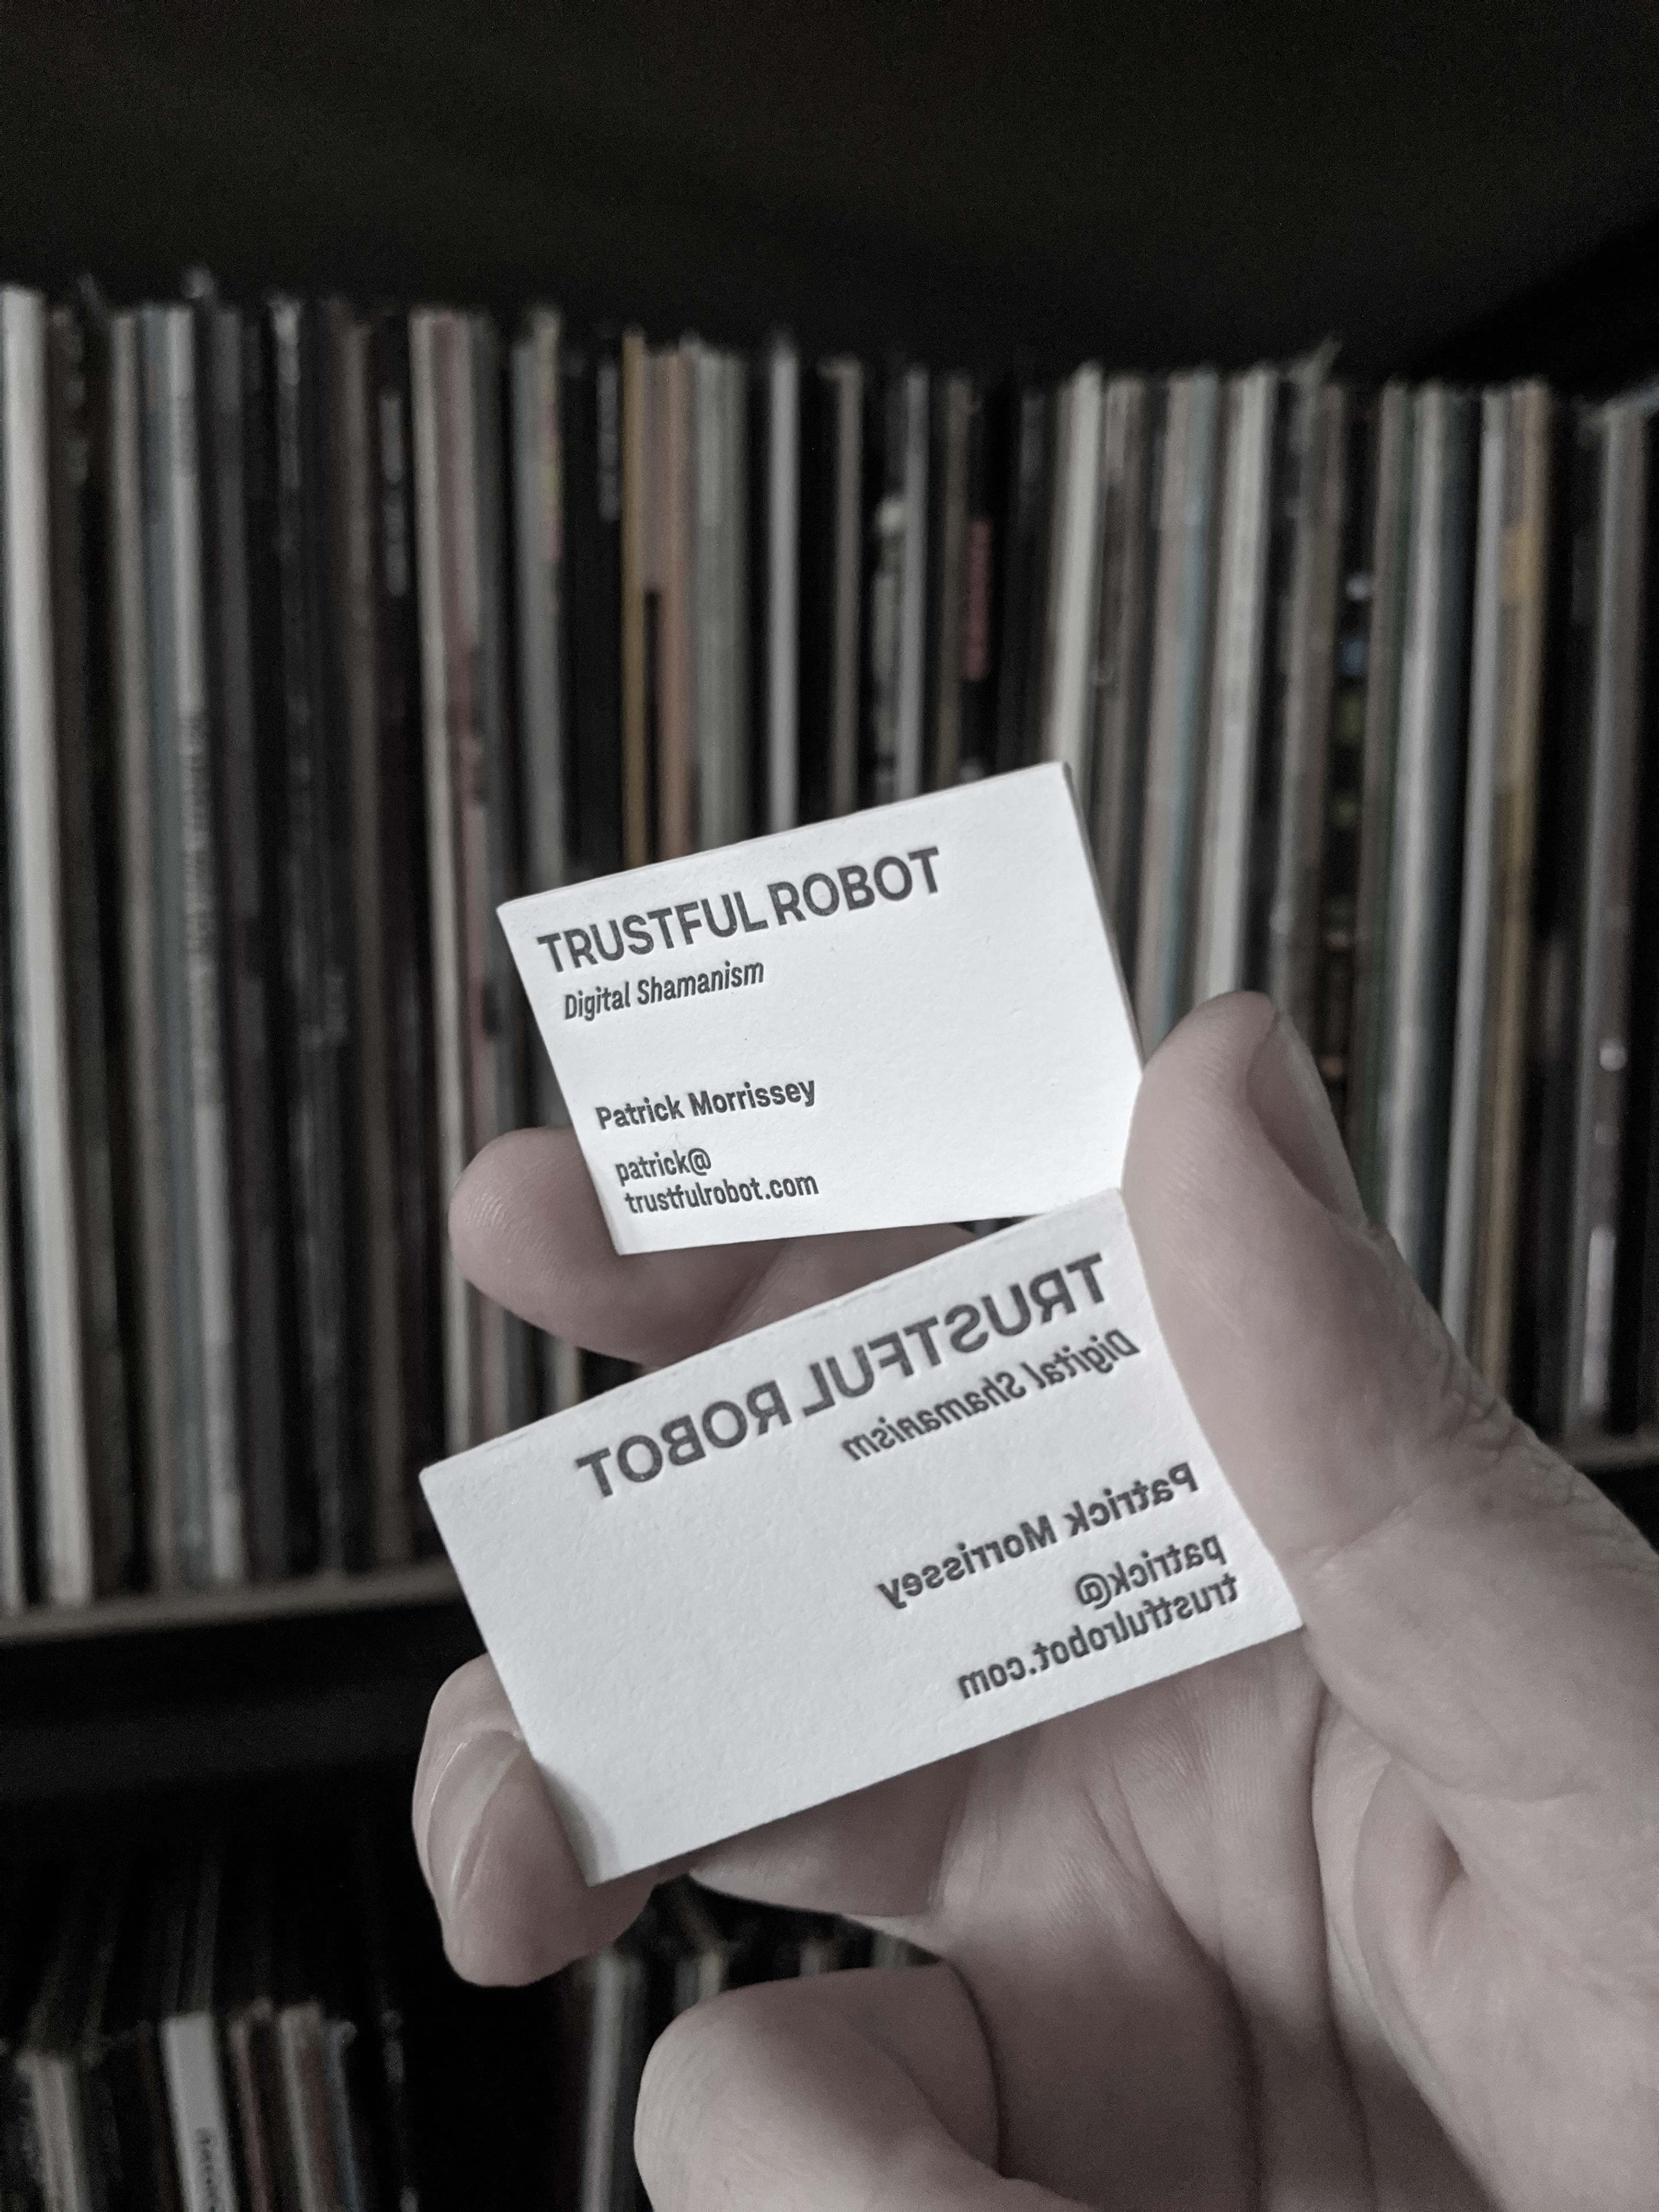 TRUSTFUL ROBOT
Digital Shamanism
Patrick Morrissey
patrick@
trustfulrobot.com
TRUSTFUL ROBOT
Digital Shamanism
Patrick Morrissey
patrick@
trustfulrobot.com